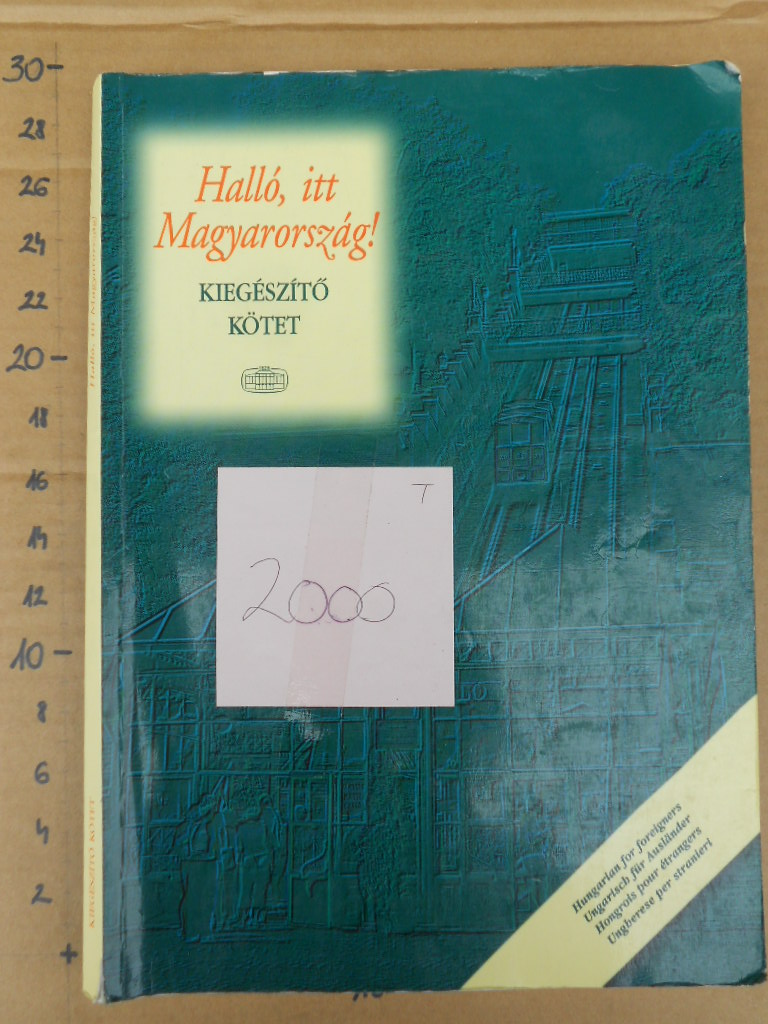 30
28
26
24
22
20
18
16
14
12
10
8
6
4
2
Halló, itt
Magyarország!
KIEGÉSZÍTŐ
KÖTET
T
2000
Hungarian for foreigners
Ungarisch für Ausländer
Hongrois pour étrangers
Ungherese per stranieri
Halló, itt Magyarország!
KIEGÉSZÍTŐ KÖTET